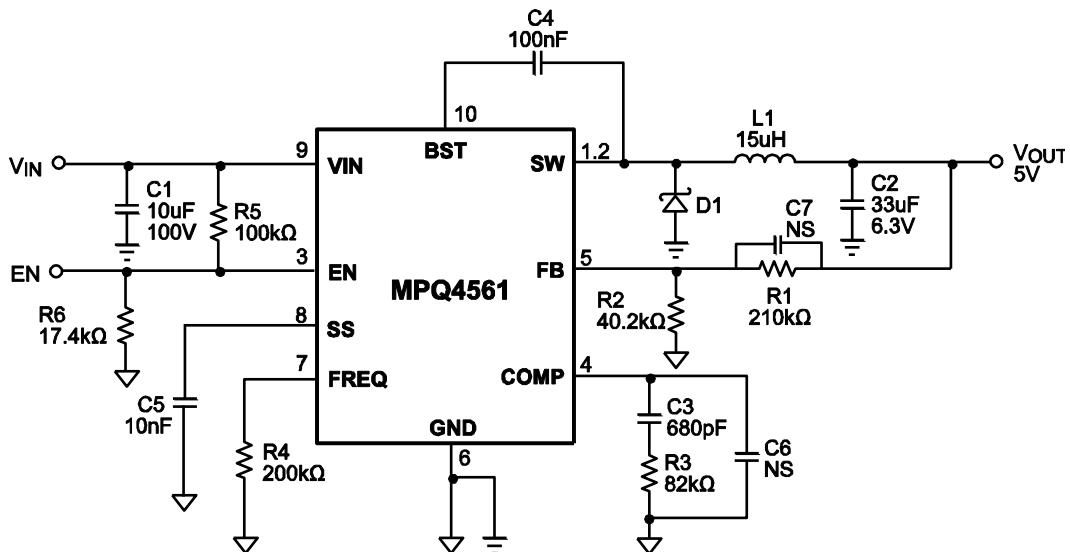 C4
100nF
10
BST
L1
15uH
VIN
9
VIN
SW
1.2
VOUT
5V
C1
10uF
100V
R5
100kΩ
D1
C7
NS
C2
33uF
6.3V
EN
3
EN
FB
5
MPQ4561
R1
210kΩ
R2
40.2kΩ
R6
17.4kΩ
8
SS
7
FREQ
COMP
4
C5
10nF
GND
6
R4
200kΩ
C3
680pF
R3
82kΩ
C6
NS